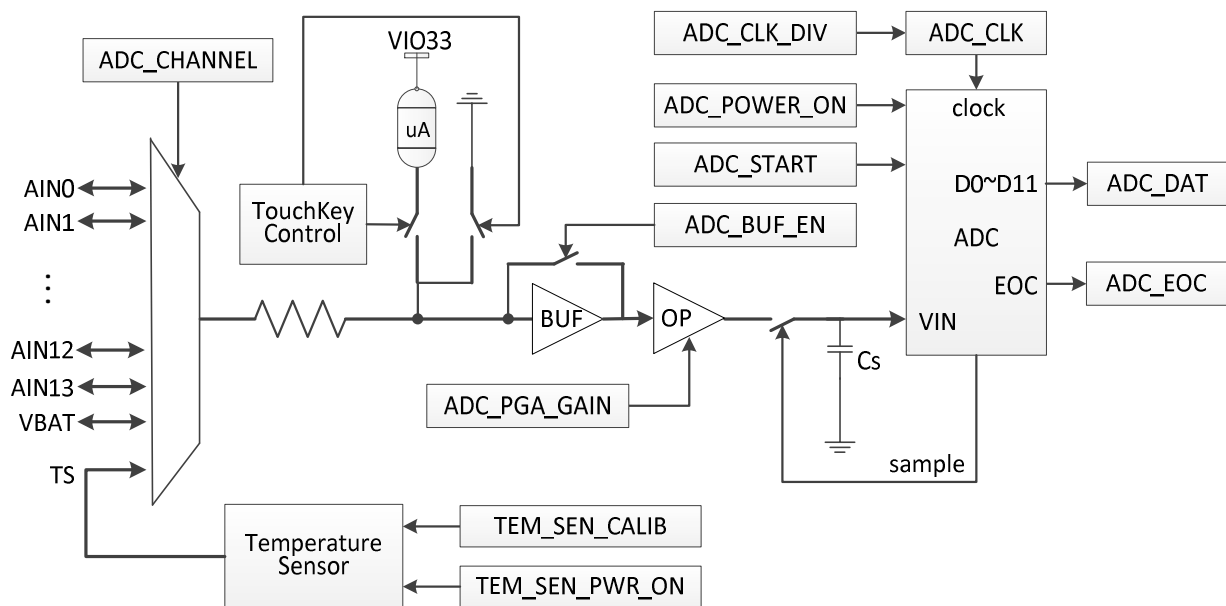 ADC_CHANNEL
VIO33
uA
ADC_CLK_DIV
ADC_CLK
ADC_POWER_ON
clock
ADC_START
AIN0
AIN1
TouchKey
Control
D0~D11
ADC_DAT
ADC_BUF_EN
ADC
EOC
ADC_EOC
⋮
BUF
OP
VIN
AIN12
AIN13
VBAT
TS
Cs
ADC_PGA_GAIN
sample
Temperature
Sensor
TEM_SEN_CALIB
TEM_SEN_PWR_ON